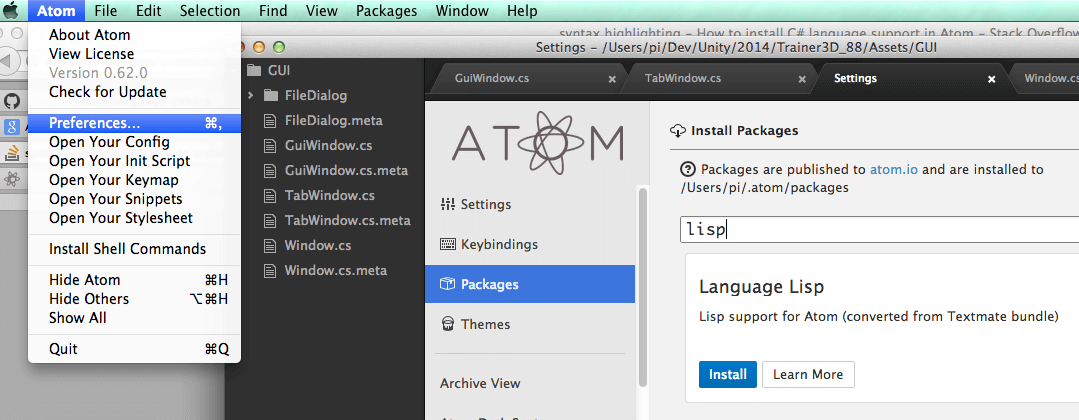 Atom File Edit Selection Find View Packages Window Help
syntax highlighting – How to install C# language support in Atom – Stack Overflow
About Atom
View License
Version 0.62.0
Check for Update
Preferences... ⌘,
Open Your Config
Open Your Init Script
Open Your Keymap
Open Your Snippets
Open Your Stylesheet
Install Shell Commands
Hide Atom ⌘H
Hide Others ⌥⌘H
Show All
Quit ⌘Q
Settings – /Users/pi/Dev/Unity/2014/Trainer3D_88/Assets/GUI
GUI
FileDialog
FileDialog.meta
GuiWindow.cs
GuiWindow.cs.meta
TabWindow.cs
TabWindow.cs.meta
Window.cs
Window.cs.meta
GuiWindow.cs TabWindow.cs Settings Window.cs
ATOM
Settings
Keybindings
Packages
Themes
Archive View
Install Packages
Packages are published to atom.io and are installed to
/Users/pi/.atom/packages
lisp
Language Lisp
Lisp support for Atom (converted from Textmate bundle)
Install Learn More